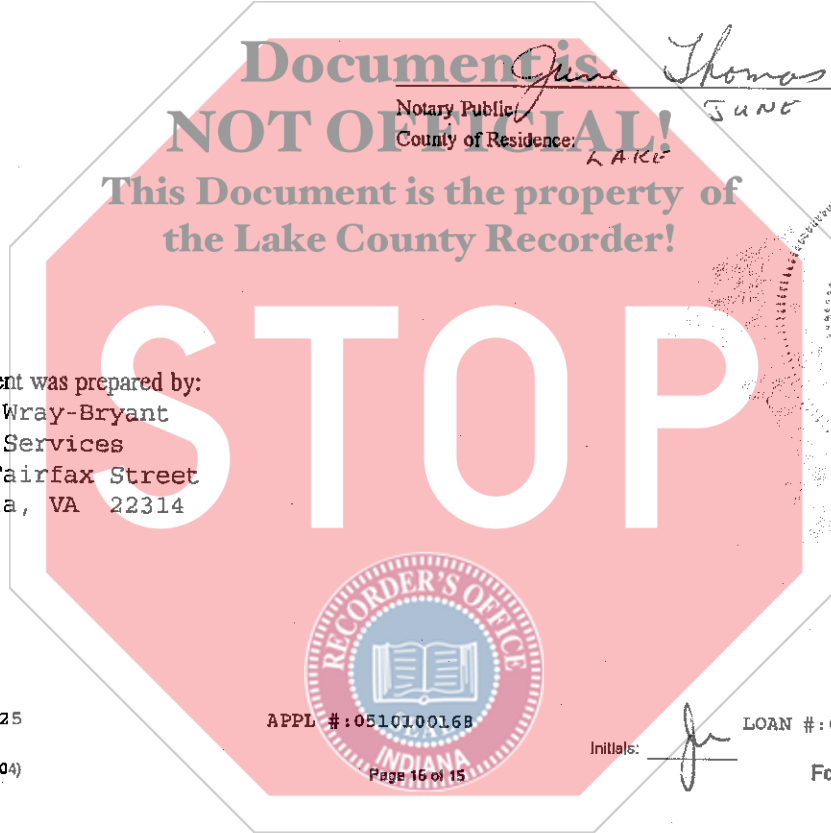 Document is
June Thomas
Notary Public
JUNE
NOT OFFICIAL!
County of Residence:
LAKE
This Document is the property of
the Lake County Recorder!
STOP
ent was prepared by:
Wray-Bryant
Services
Fairfax Street
a, VA 22314
RECORDER'S OFFICE
SEAL
INDIANA
25
APPL #:0510100168
LOAN #:
Initials:
04)
Page 16 of 15
Fo